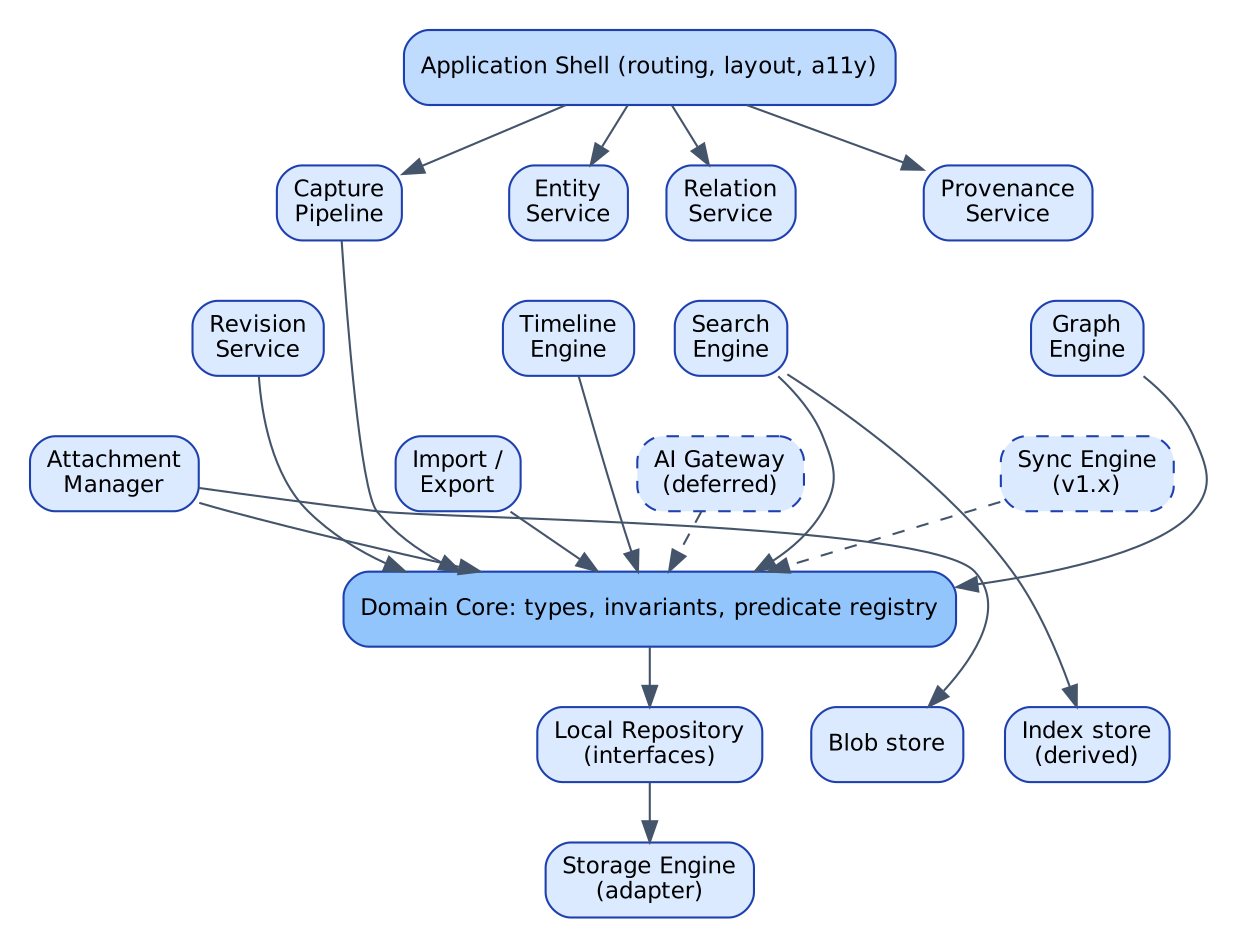 Application Shell (routing, layout, a11y)
Capture
Pipeline
Entity
Service
Relation
Service
Provenance
Service
Revision
Service
Timeline
Engine
Search
Engine
Graph
Engine
Attachment
Manager
Import /
Export
AI Gateway
(deferred)
Sync Engine
(v1.x)
Domain Core: types, invariants, predicate registry
Local Repository
(interfaces)
Blob store
Index store
(derived)
Storage Engine
(adapter)